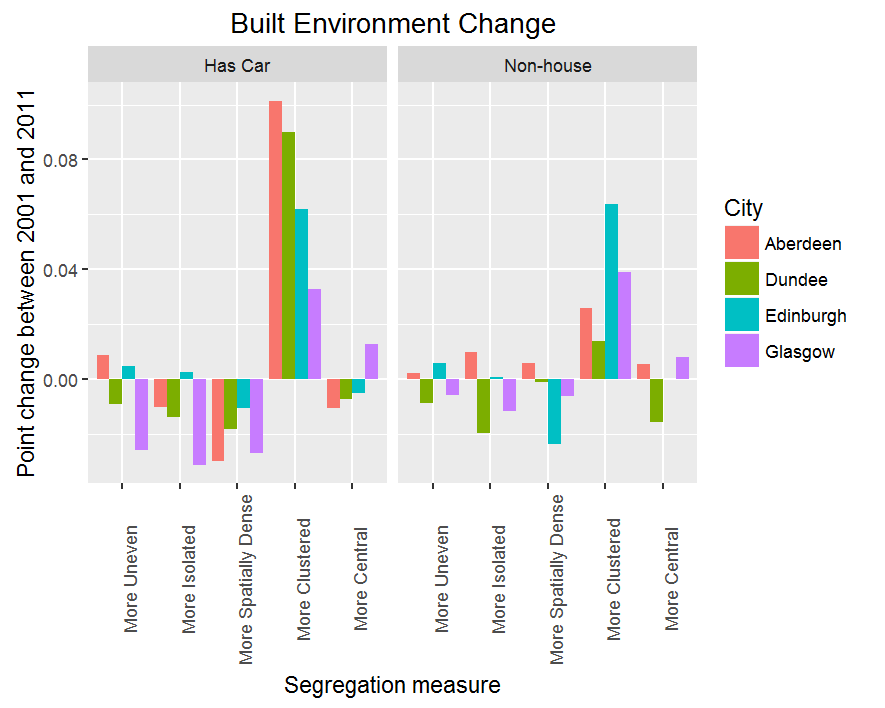 Built Environment Change
Has Car
Non-house
Point change between 2001 and 2011
0.08
0.04
0.00
More Uneven
More Isolated
More Spatially Dense
More Clustered
More Central
More Uneven
More Isolated
More Spatially Dense
More Clustered
More Central
Segregation measure
City
Aberdeen
Dundee
Edinburgh
Glasgow